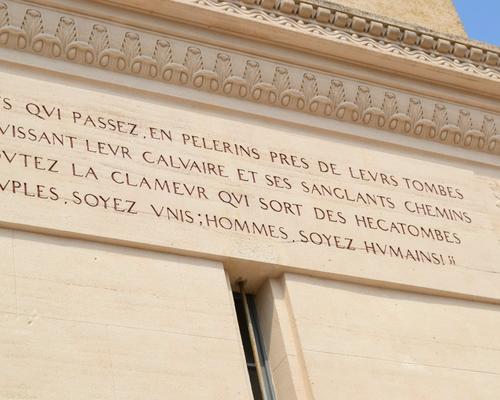 S QVI PASSEZ, EN PELERINS PRES DE LEVRS TOMBES
VISSANT LEVR CALVAIRE ET SES SANGLANTS CHEMINS
OVTEZ LA CLAMEVR QVI SORT DES HECATOMBES
VPLES, SOYEZ VNIS; HOMMES, SOYEZ HVMAINS! "